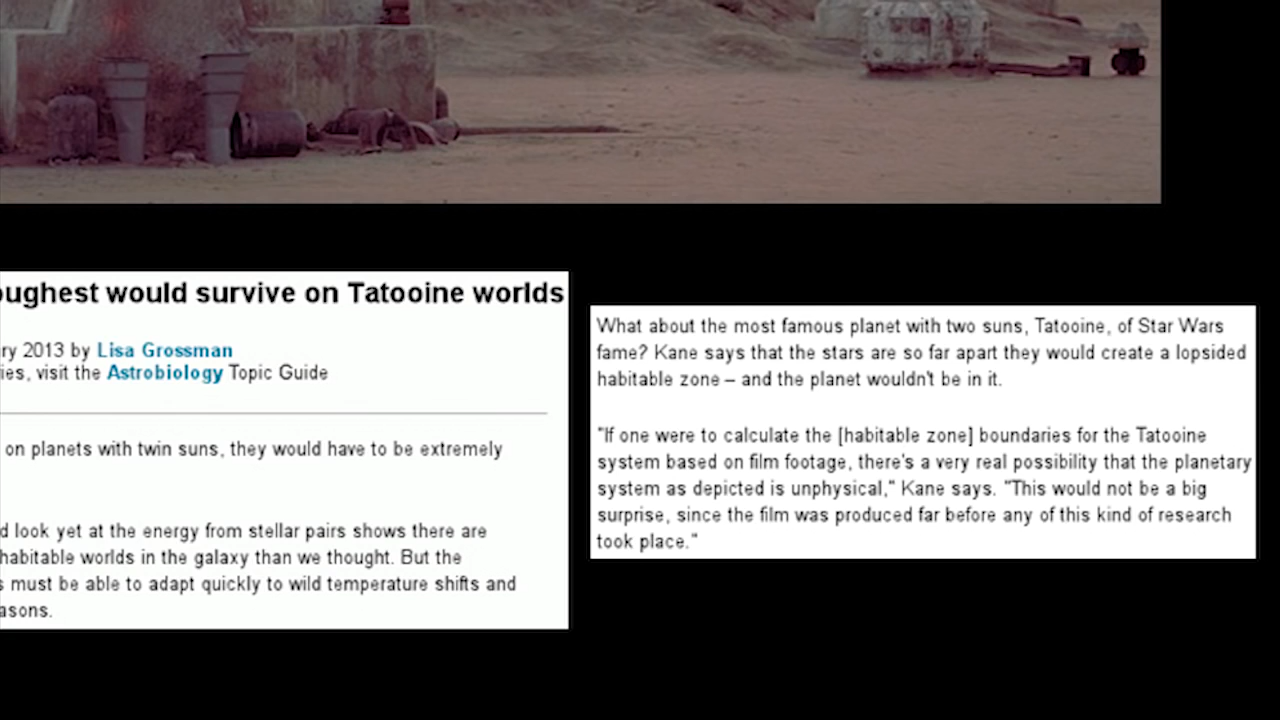 oughest would survive on Tatooine worlds
ry 2013 by Lisa Grossman
ies, visit the Astrobiology Topic Guide
on planets with twin suns, they would have to be extremely
d look yet at the energy from stellar pairs shows there are
habitable worlds in the galaxy than we thought. But the
s must be able to adapt quickly to wild temperature shifts and
asons.
What about the most famous planet with two suns, Tatooine, of Star Wars
fame? Kane says that the stars are so far apart they would create a lopsided
habitable zone – and the planet wouldn't be in it.
"If one were to calculate the [habitable zone] boundaries for the Tatooine
system based on film footage, there's a very real possibility that the planetary
system as depicted is unphysical," Kane says. "This would not be a big
surprise, since the film was produced far before any of this kind of research
took place."